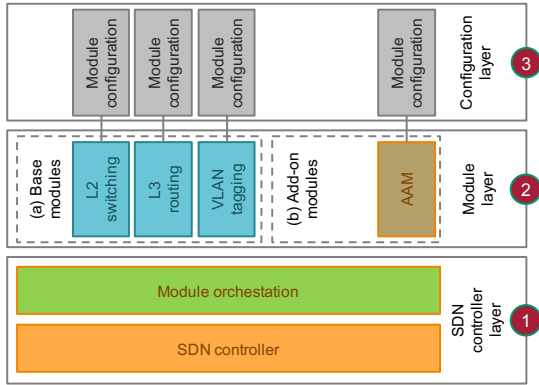 Module
configuration
Module
configuration
Module
configuration
Module
configuration
Configuration
layer
3
(a) Base
modules
L2
switching
L3
routing
VLAN
tagging
(b) Add-on
modules
AAM
Module
layer
2
Module orchestation
SDN controller
SDN
controller
layer
1